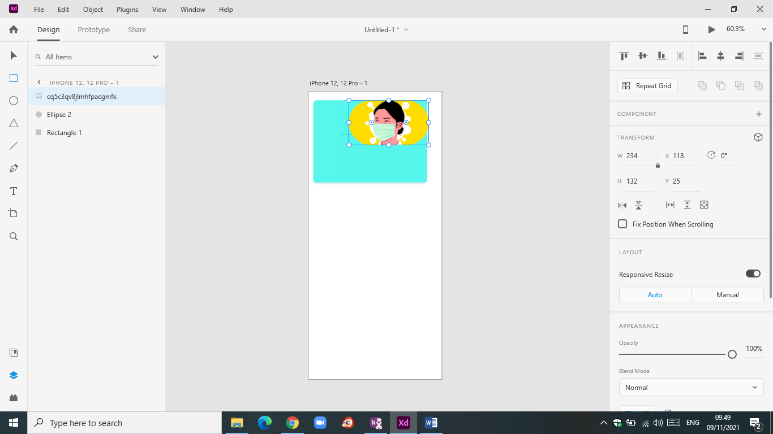 Xd File Edit Object Plugins View Window Help
Design Prototype Share Untitled-1 * 60.3%
All Items
IPHONE 12, 12 PRO – 1
Ellipse 2
Rectangle 1
iPhone 12, 12 Pro – 1
Repeat Grid
COMPONENT
TRANSFORM
W 234 X 118 0°
H 132 Y 25
Fix Position When Scrolling
LAYOUT
Responsive Resize
Auto Manual
APPEARANCE
Opacity
100%
Blend Mode
Normal
Type here to search
Xd
ENG
09.49
09/11/2021
2